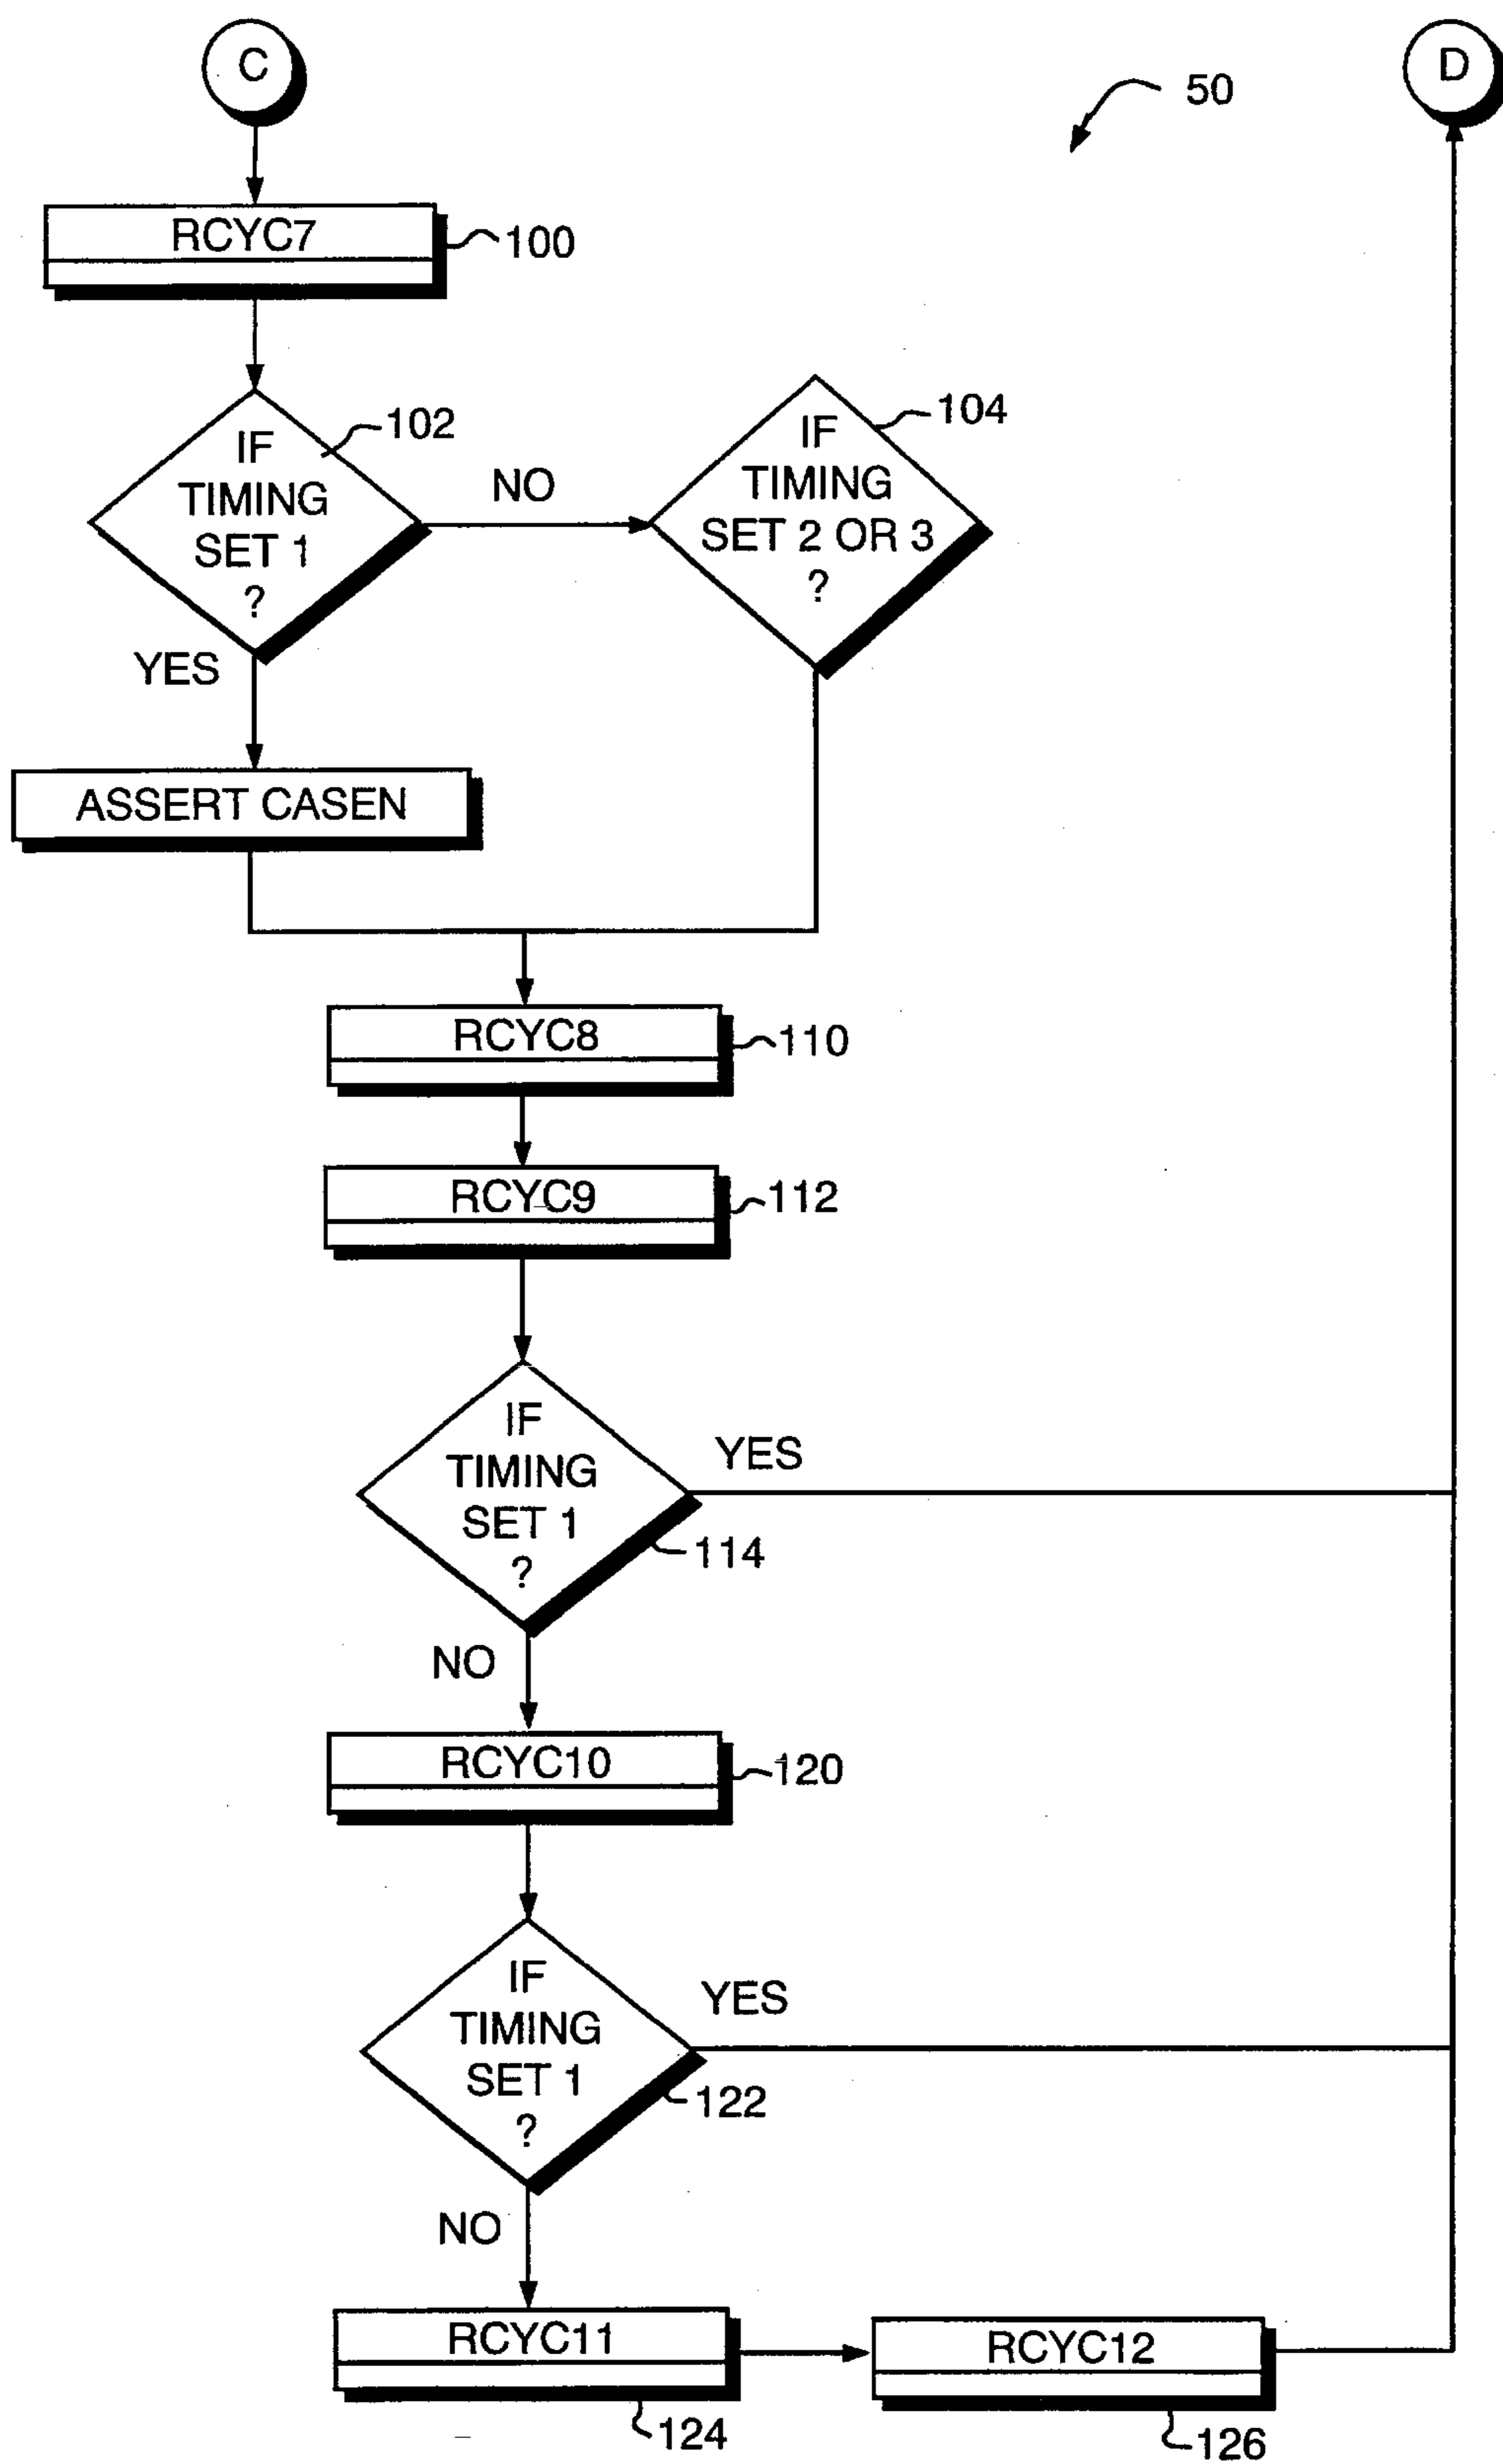 C
D
50
RCYC7
100
IF
TIMING
SET 1
?
102
NO
IF
TIMING
SET 2 OR 3
?
104
YES
ASSERT CASEN
RCYC8
110
RCYC9
112
IF
TIMING
SET 1
?
YES
114
NO
RCYC10
120
IF
TIMING
SET 1
?
YES
122
NO
RCYC11
124
RCYC12
126